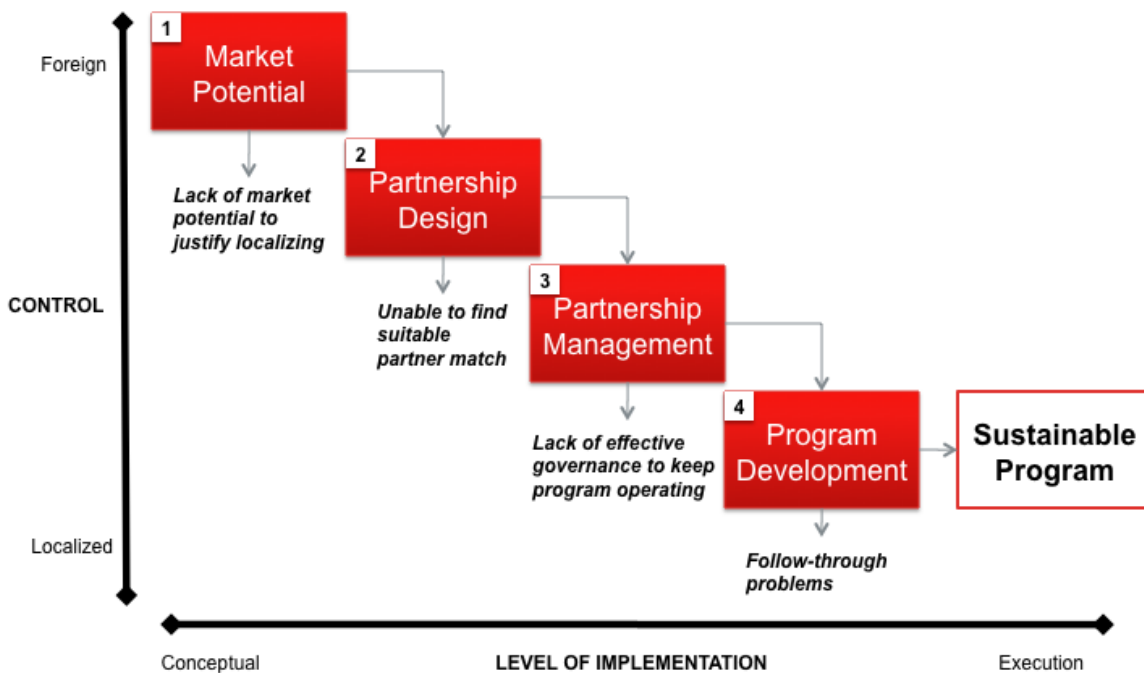 1
Market
Potential
Foreign
Lack of market
potential to
justify localizing
2
Partnership
Design
Unable to find
suitable
partner match
CONTROL
3
Partnership
Management
Lack of effective
governance to keep
program operating
4
Program
Development
Sustainable
Program
Follow-through
problems
Localized
Conceptual
LEVEL OF IMPLEMENTATION
Execution